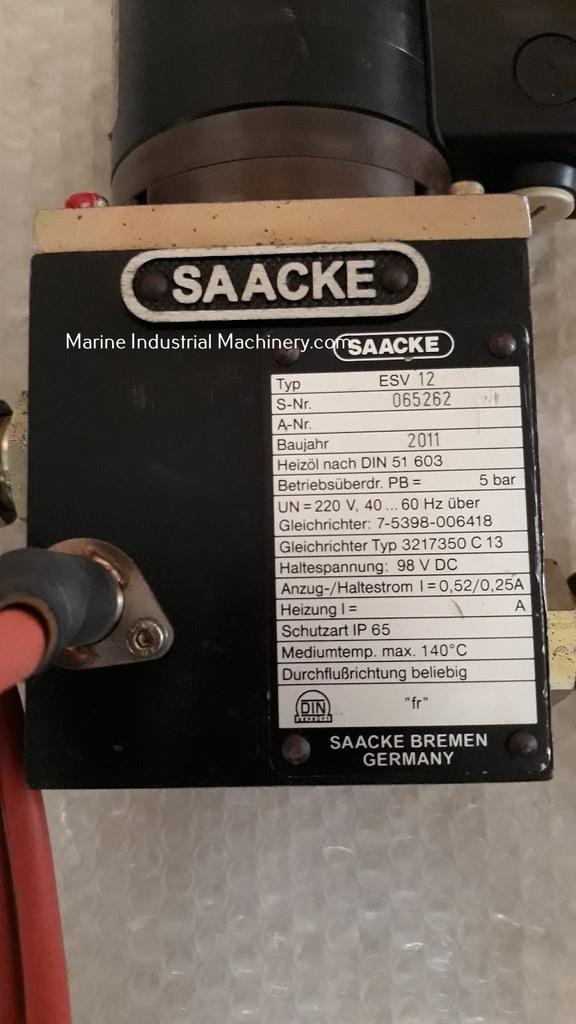 SAACKE
Marine Industrial Machinery.com
SAACKE
Typ ESV 12
S-Nr. 065262
A-Nr.
Baujahr 2011
Heizöl nach DIN 51 603
Betriebsüberdr. PB = 5 bar
UN = 220 V, 40 ... 60 Hz über
Gleichrichter: 7-5398-006418
Gleichrichter Typ 3217350 C 13
Haltespannung: 98 V DC
Anzug-/Haltestrom I = 0,52/0,25A
Heizung I = A
Schutzart IP 65
Mediumtemp. max. 140°C
Durchflußrichtung beliebig
DIN "fr"
SAACKE BREMEN
GERMANY